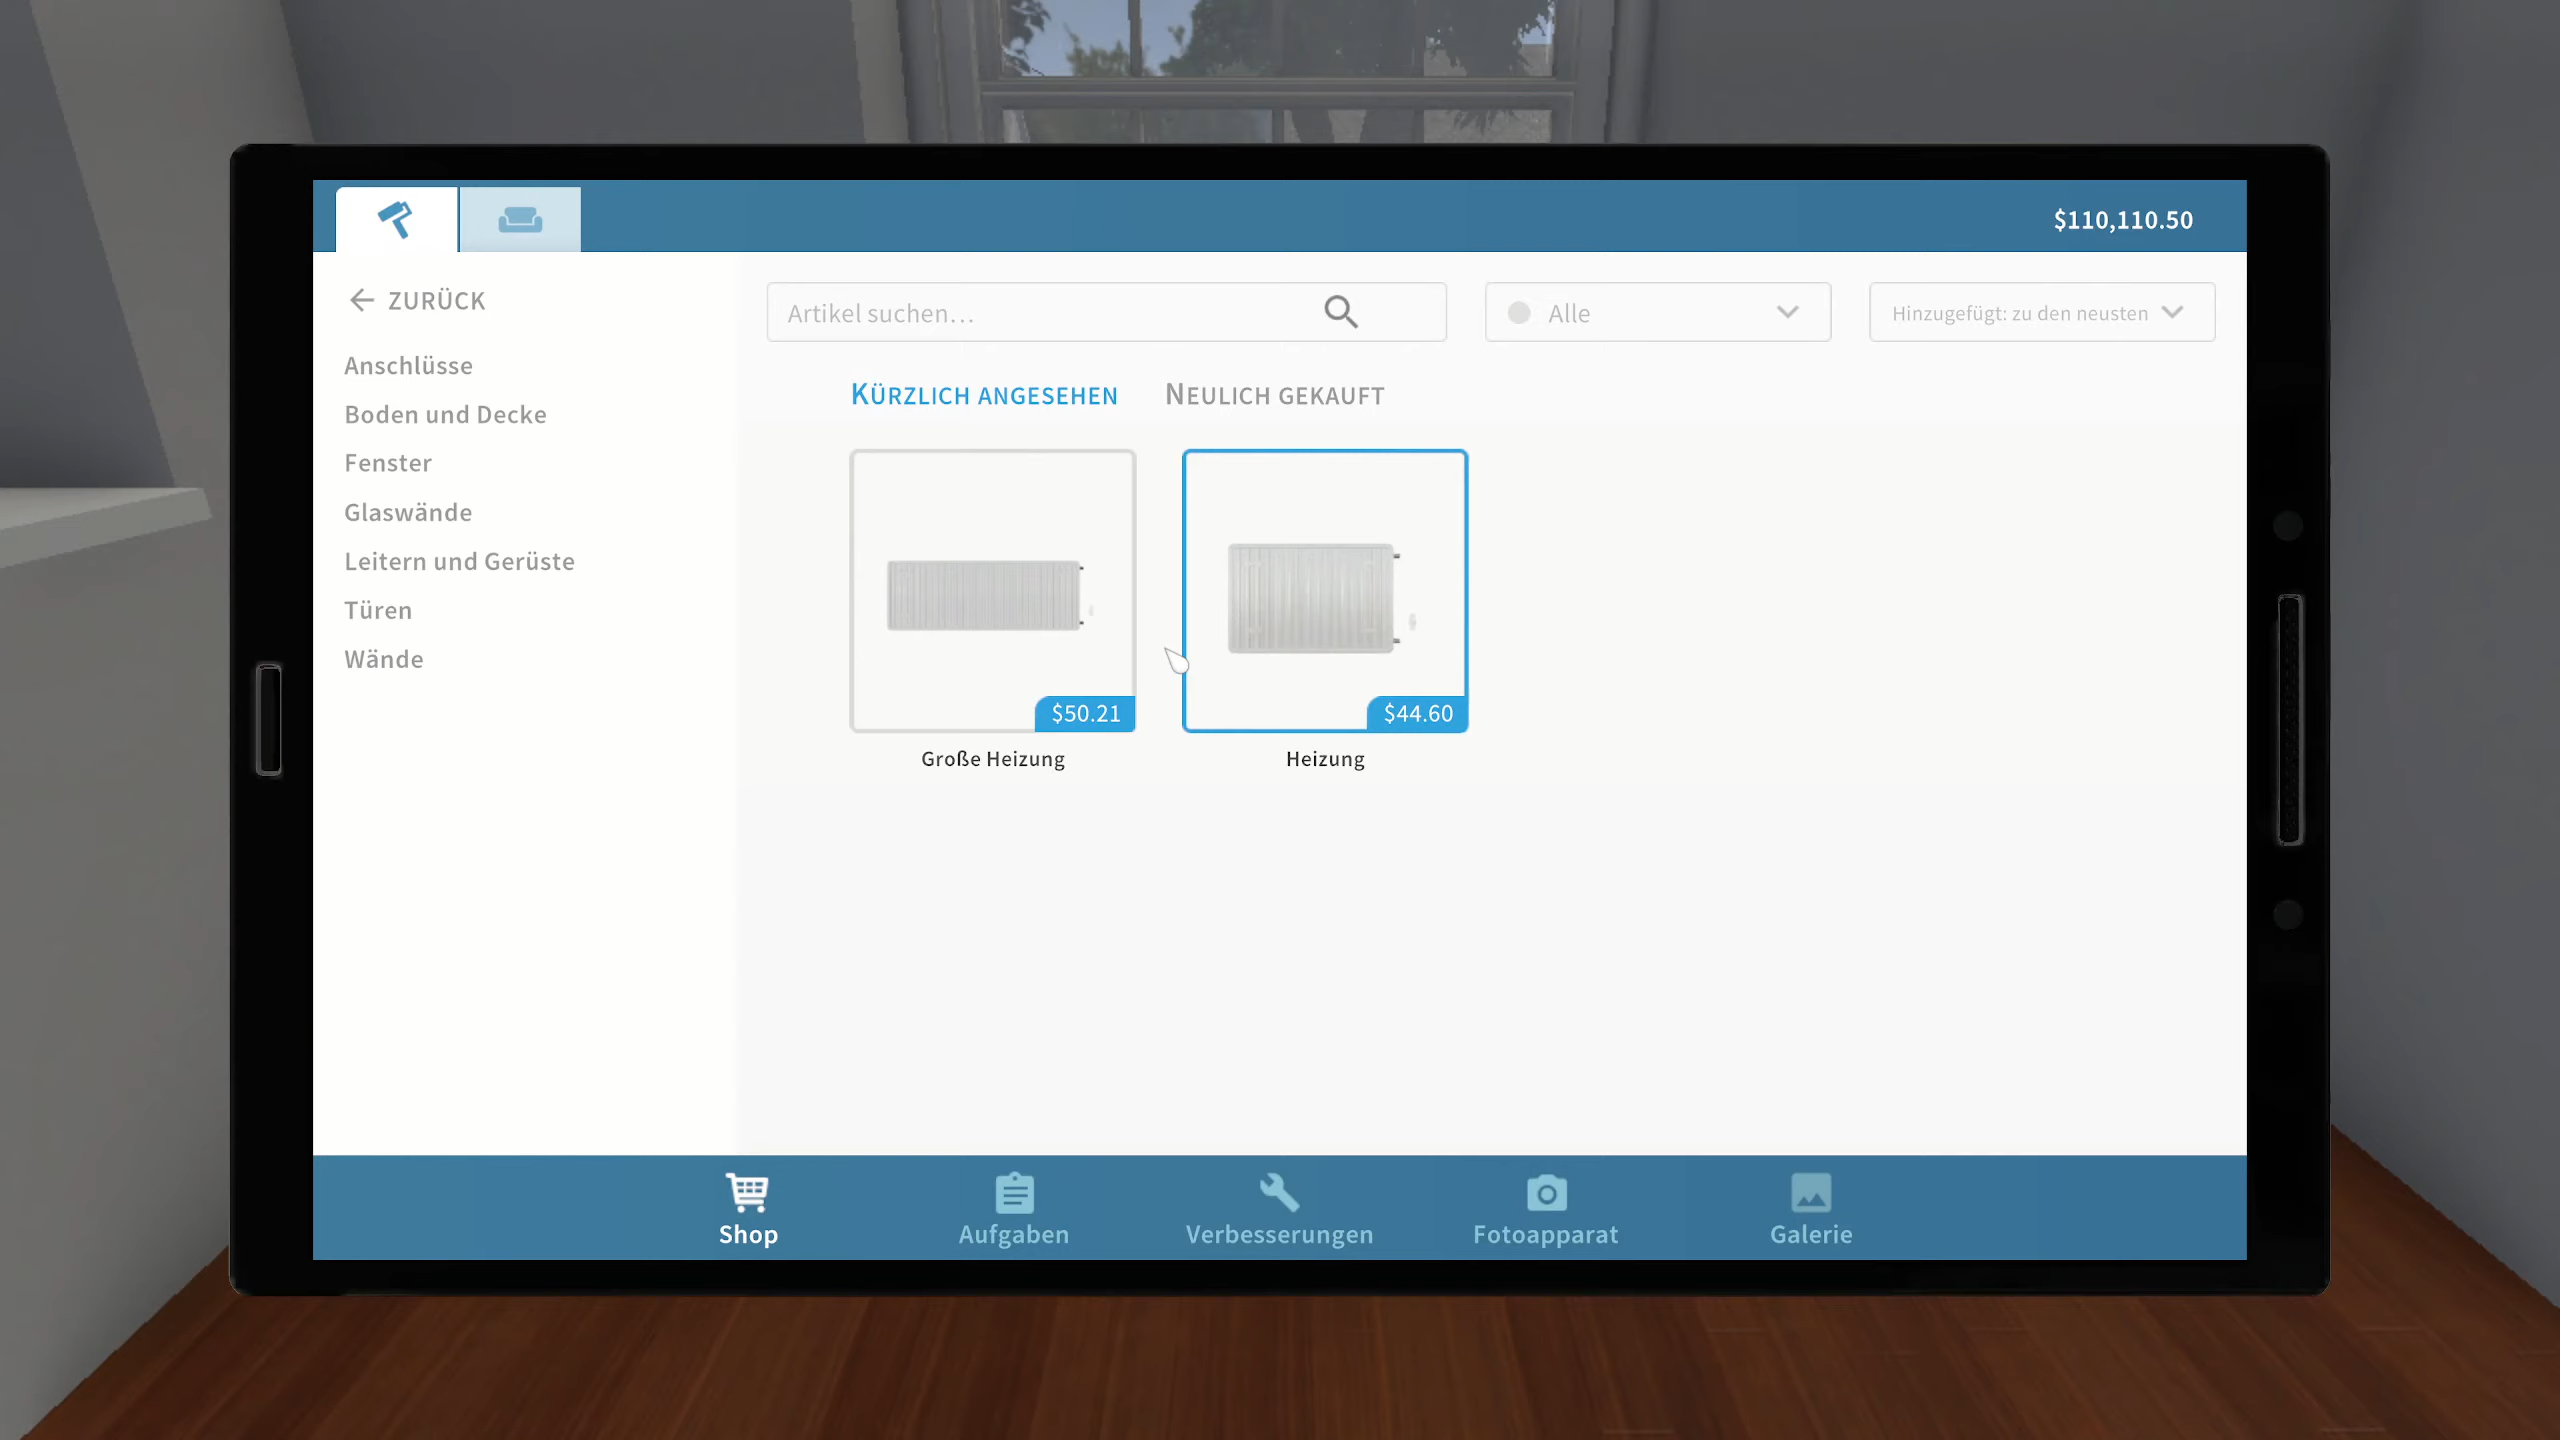 $110,110.50
ZURÜCK
Anschlüsse
Boden und Decke
Fenster
Glaswände
Leitern und Gerüste
Türen
Wände
Artikel suchen...
Alle
Hinzugefügt: zu den neusten
KÜRZLICH ANGESEHEN
NEULICH GEKAUFT
$50.21
Große Heizung
$44.60
Heizung
Shop
Aufgaben
Verbesserungen
Fotoapparat
Galerie